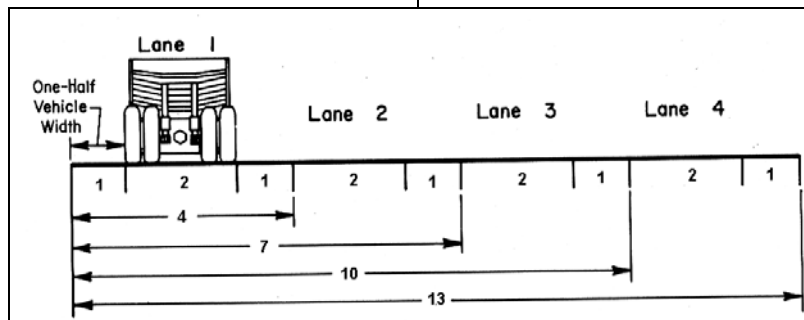 Lane 1
One-Half
Vehicle
Width
Lane 2
Lane 3
Lane 4
1 2 1 2 1 2 1 2 1
4
7
10
13